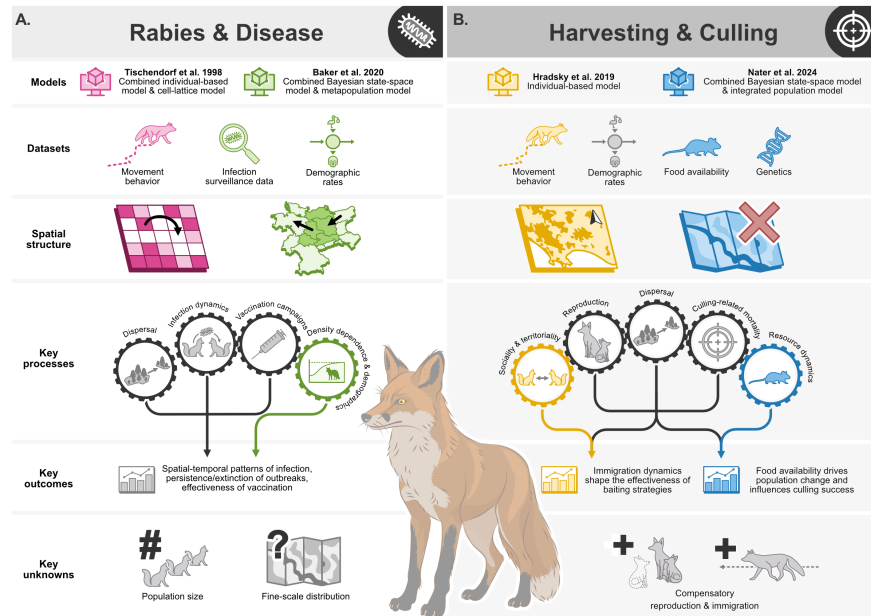 A.
Rabies & Disease
B.
Harvesting & Culling
Models
Tischendorf et al. 1998
Combined individual-based
model & cell-lattice model
Baker et al. 2020
Combined Bayesian state-space
model & metapopulation model
Hradsky et al. 2019
Individual-based model
Nater et al. 2024
Combined Bayesian state-space model
& integrated population model
Datasets
Movement
behavior
Infection
surveillance data
Demographic
rates
Movement
behavior
Demographic
rates
Food availability
Genetics
Spatial
structure
Key
processes
Dispersal
Infection dynamics
Vaccination campaigns
Density dependence & demographics
Sociality & territoriality
Reproduction
Dispersal
Culling-related mortality
Resource dynamics
Key
outcomes
Spatial-temporal patterns of infection,
persistence/extinction of outbreaks,
effectiveness of vaccination
Immigration dynamics
shape the effectiveness of
baiting strategies
Food availability drives
population change and
influences culling success
Key
unknowns
#
Population size
?
Fine-scale distribution
+
+
Compensatory
reproduction & immigration